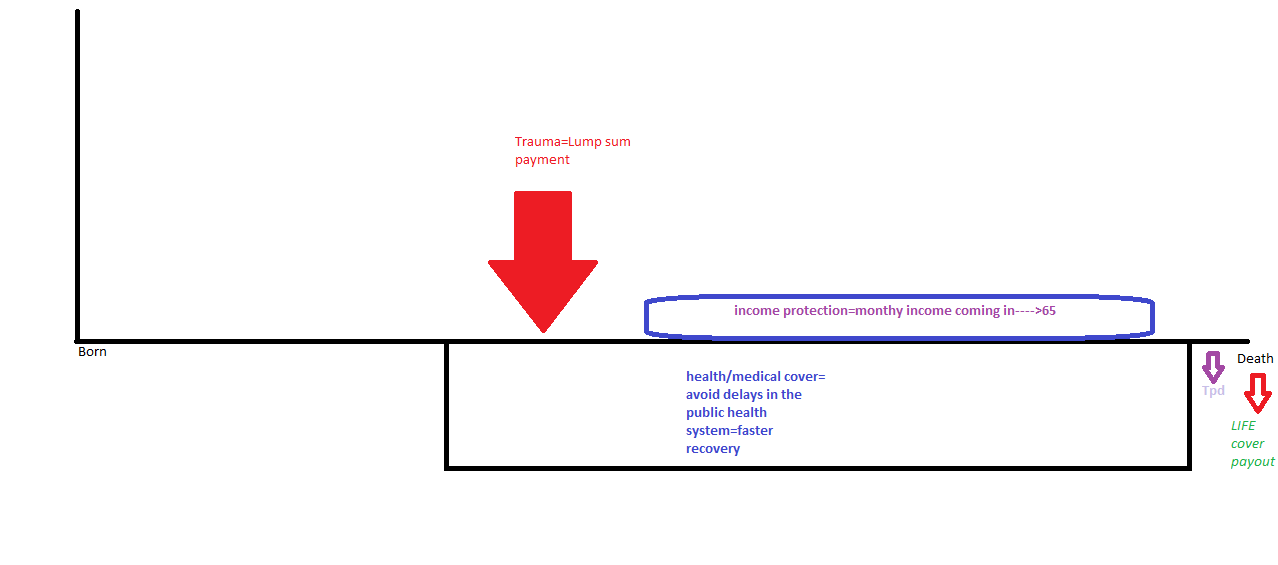 Trauma=Lump sum
payment
income protection=monthy income coming in---->65
Born
Death
health/medical cover=
avoid delays in the
public health
system=faster
recovery
Tpd
LIFE
cover
payout